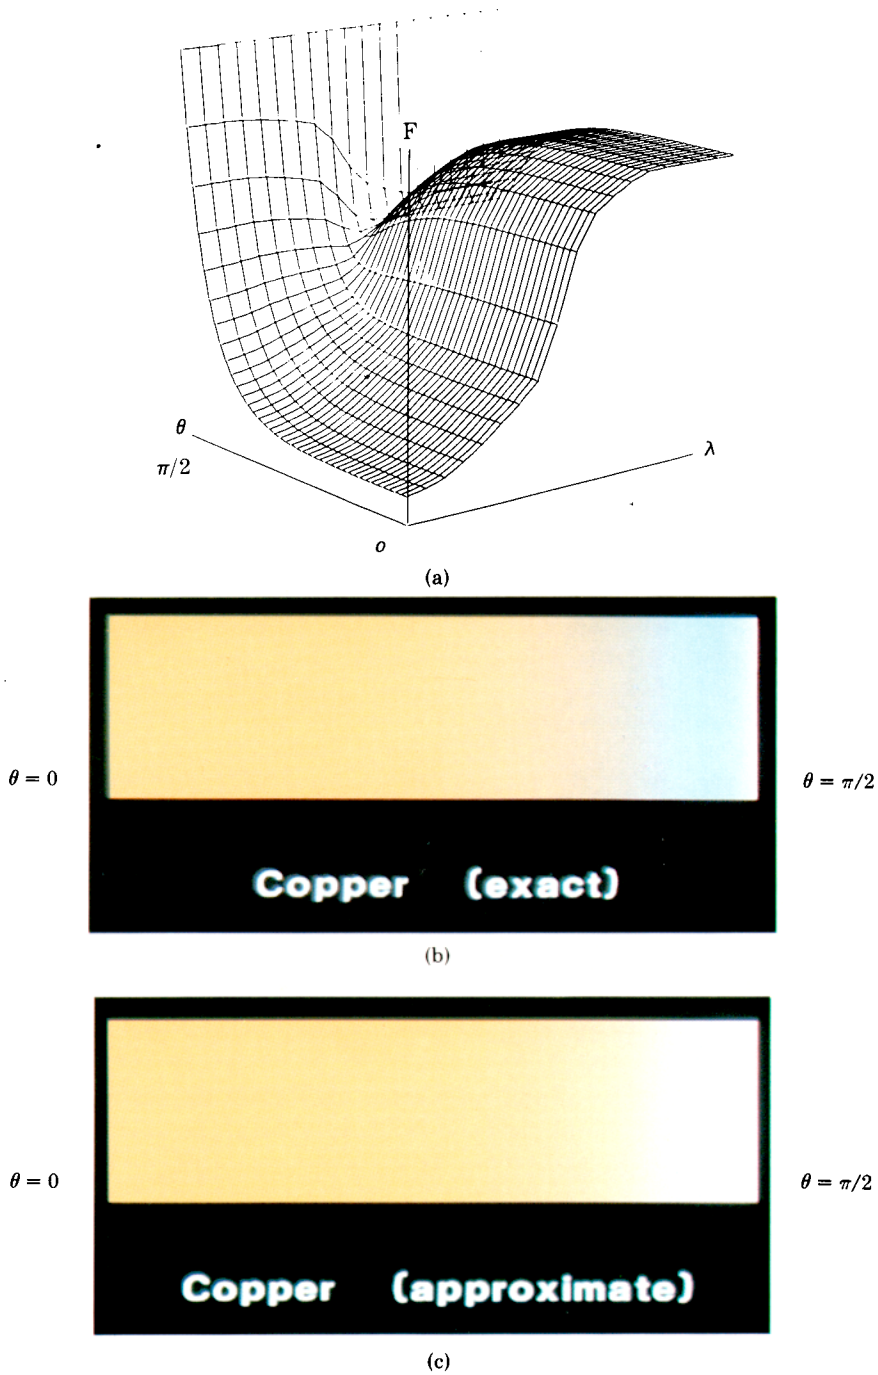 F
θ
π/2
λ
o
(a)
θ = 0
θ = π/2
Copper (exact)
(b)
θ = 0
θ = π/2
Copper (approximate)
(c)